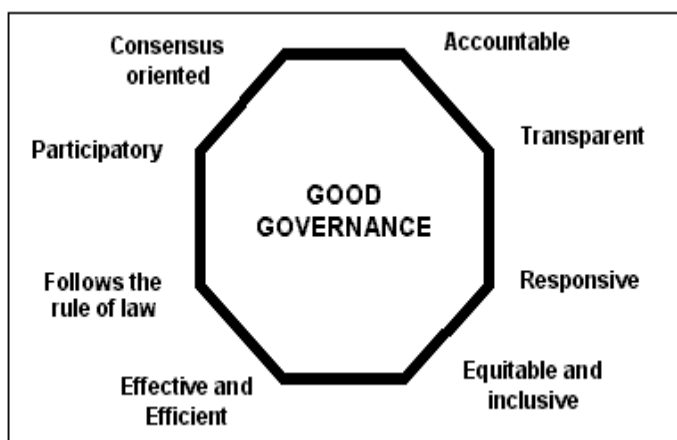 Consensus
oriented
Accountable
Participatory
Transparent
GOOD
GOVERNANCE
Follows the
rule of law
Responsive
Effective and
Efficient
Equitable and
inclusive